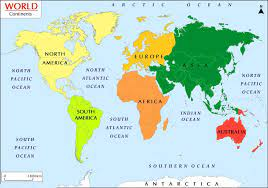 WORLD
Continents
ARCTIC OCEAN
NORTH
AMERICA
EUROPE
ASIA
NORTH
PACIFIC
OCEAN
NORTH
ATLANTIC
OCEAN
NORTH
PACIFIC
OCEAN
AFRICA
SOUTH
AMERICA
INDIAN
OCEAN
SOUTH
PACIFIC
OCEAN
SOUTH
ATLANTIC
OCEAN
AUSTRALIA
SOUTHERN OCEAN
ANTARCTICA